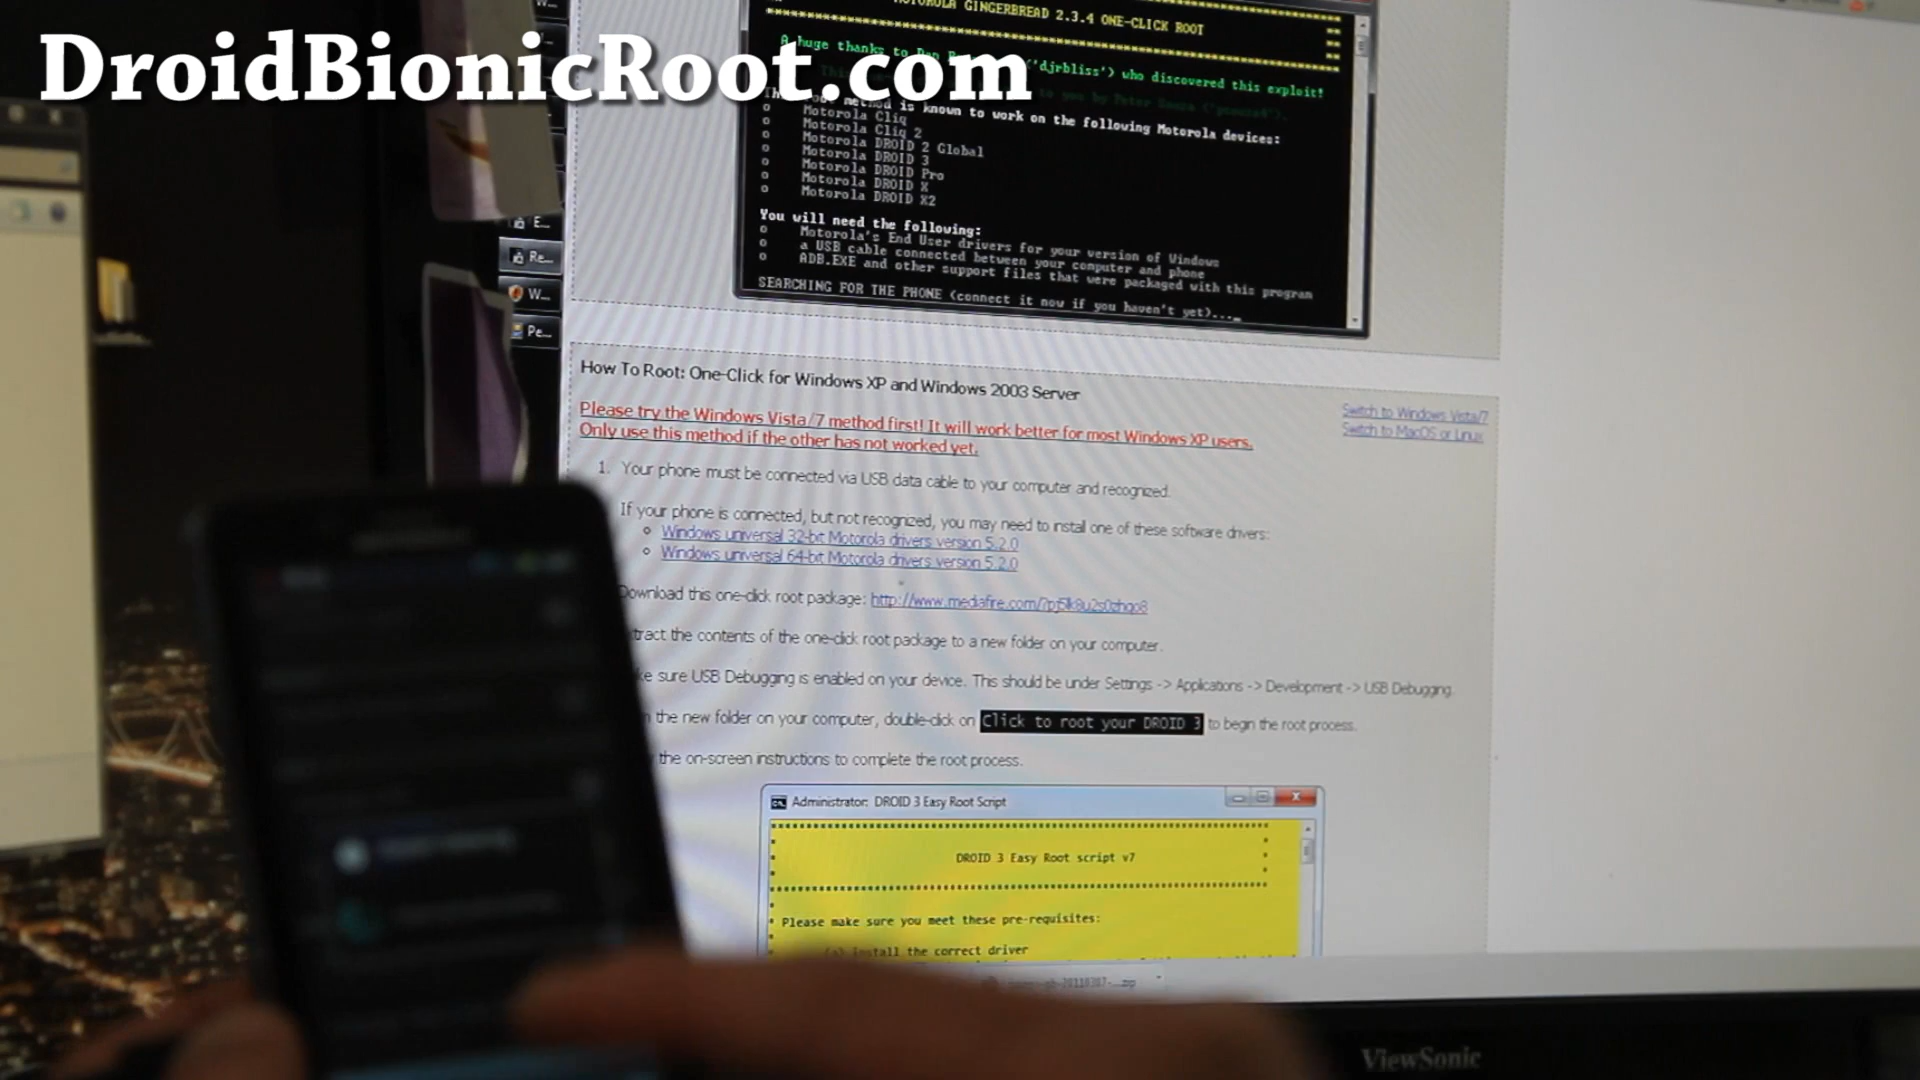 DroidBionicRoot.com
MOTOROLA GINGERBREAD 2.3.4 ONE-CLICK ROOT
A huge thanks to Dan ('djrbliss') who discovered this exploit!
to you by Peter
method is known to work on the following Motorola devices:
o Motorola Cliq
o Motorola Cliq 2
o Motorola DROID 2 Global
o Motorola DROID 3
o Motorola DROID Pro
o Motorola DROID X
o Motorola DROID X2
You will need the following:
o Motorola's End User drivers for your version of Windows
o a USB cable connected between your computer and phone
o ADB.EXE and other support files that were packaged with this program
SEARCHING FOR THE PHONE (connect it now if you haven't yet)..._
E...
Re...
W...
Pe...
How To Root: One-Click for Windows XP and Windows 2003 Server
Please try the Windows Vista/7 method first! It will work better for most Windows XP users.
Only use this method if the other has not worked yet.
Switch to Windows Vista/7
Switch to MacOS or Linux
1. Your phone must be connected via USB data cable to your computer and recognized.
If your phone is connected, but not recognized, you may need to install one of these software drivers:
Windows universal 32-bit Motorola drivers version 5.2.0
Windows universal 64-bit Motorola drivers version 5.2.0
Download this one-click root package: http://www.mediafire.com/
tract the contents of the one-click root package to a new folder on your computer.
ke sure USB Debugging is enabled on your device. This should be under Settings -> Applications -> Development -> USB Debugging.
the new folder on your computer, double-click on Click to root your DROID 3 to begin the root process.
the on-screen instructions to complete the root process.
Administrator: DROID 3 Easy Root Script
DROID 3 Easy Root script v7
Please make sure you meet these pre-requisites:
(a) install the correct driver
ViewSonic